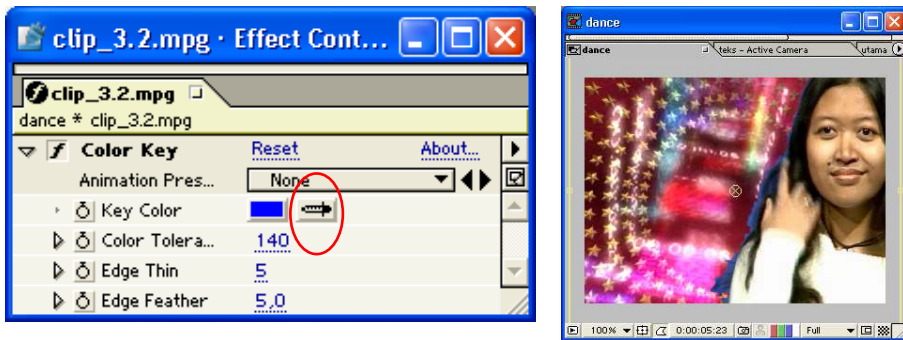 clip_3.2.mpg · Effect Cont...
clip_3.2.mpg
dance * clip_3.2.mpg
Color Key Reset About...
Animation Pres... None
Key Color
Color Tolera... 140
Edge Thin 5
Edge Feather 5,0
dance
dance teks - Active Camera utama
100% 0:00:05:23 Full